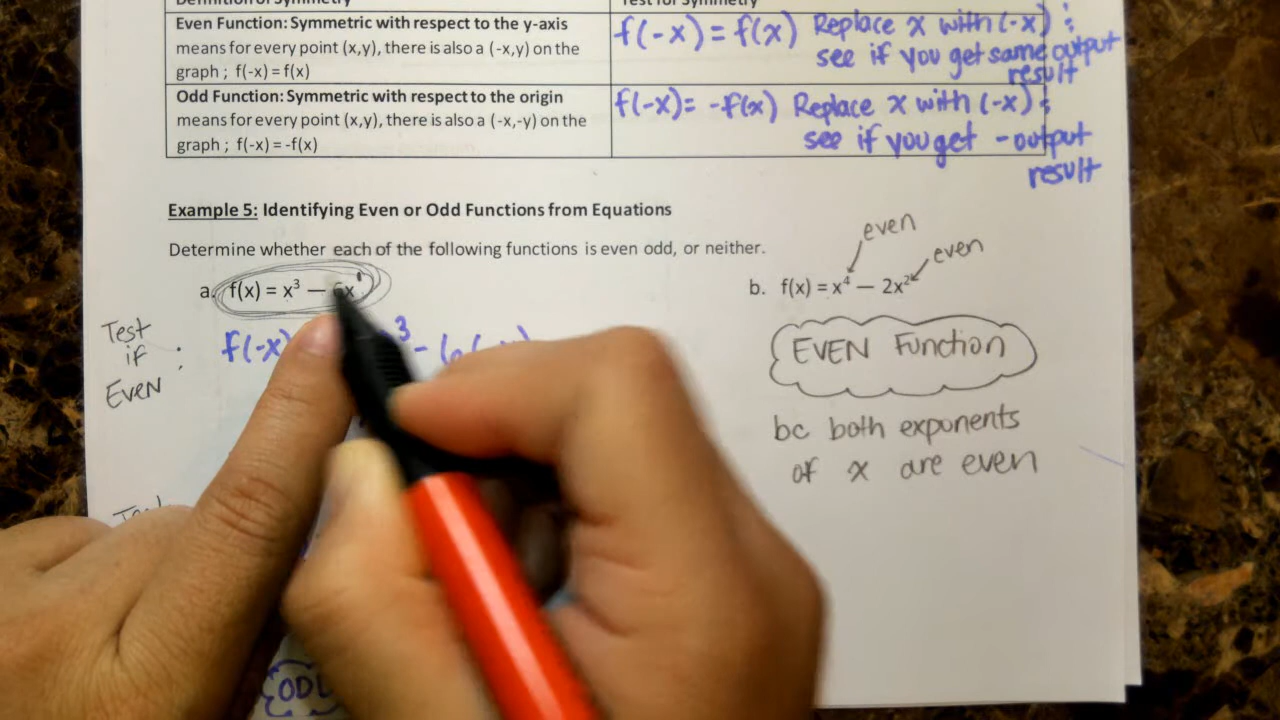 Even Function: Symmetric with respect to the y-axis
means for every point (x,y), there is also a (-x,y) on the
graph ; f(-x) = f(x)
f(-x) = f(x) Replace x with (-x) ;
see if you get same output
result
Odd Function: Symmetric with respect to the origin
means for every point (x,y), there is also a (-x,-y) on the
graph ; f(-x) = -f(x)
f(-x) = -f(x) Replace x with (-x) ;
see if you get -output
result
Example 5: Identifying Even or Odd Functions from Equations
Determine whether each of the following functions is even odd, or neither.
a. f(x) = x³ — 6x¹
Test
if
Even :
f(-x)
³ - 6(-x)
even
even
b. f(x) = x⁴ — 2x²
EVEN Function
bc both exponents
of x are even